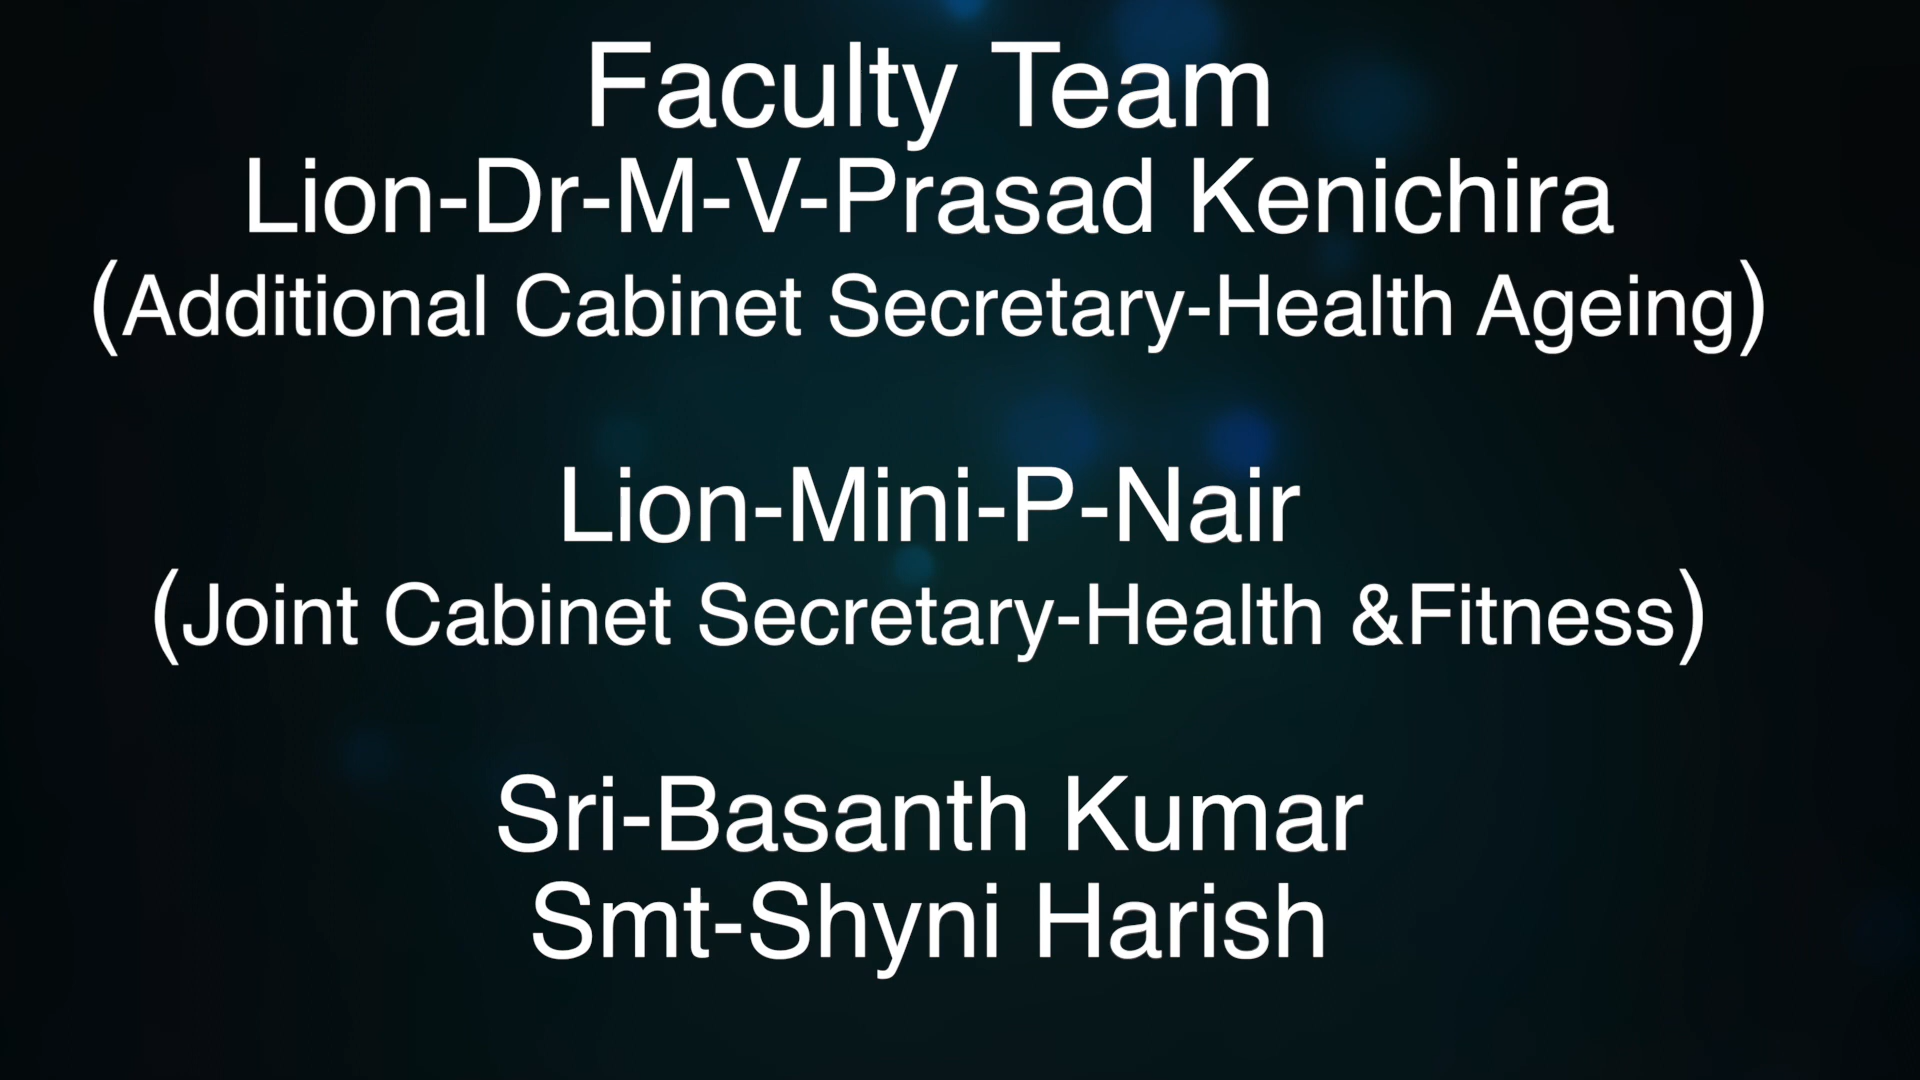 Faculty Team
Lion-Dr-M-V-Prasad Kenichira
(Additional Cabinet Secretary-Health Ageing)
Lion-Mini-P-Nair
(Joint Cabinet Secretary-Health &Fitness)
Sri-Basanth Kumar
Smt-Shyni Harish